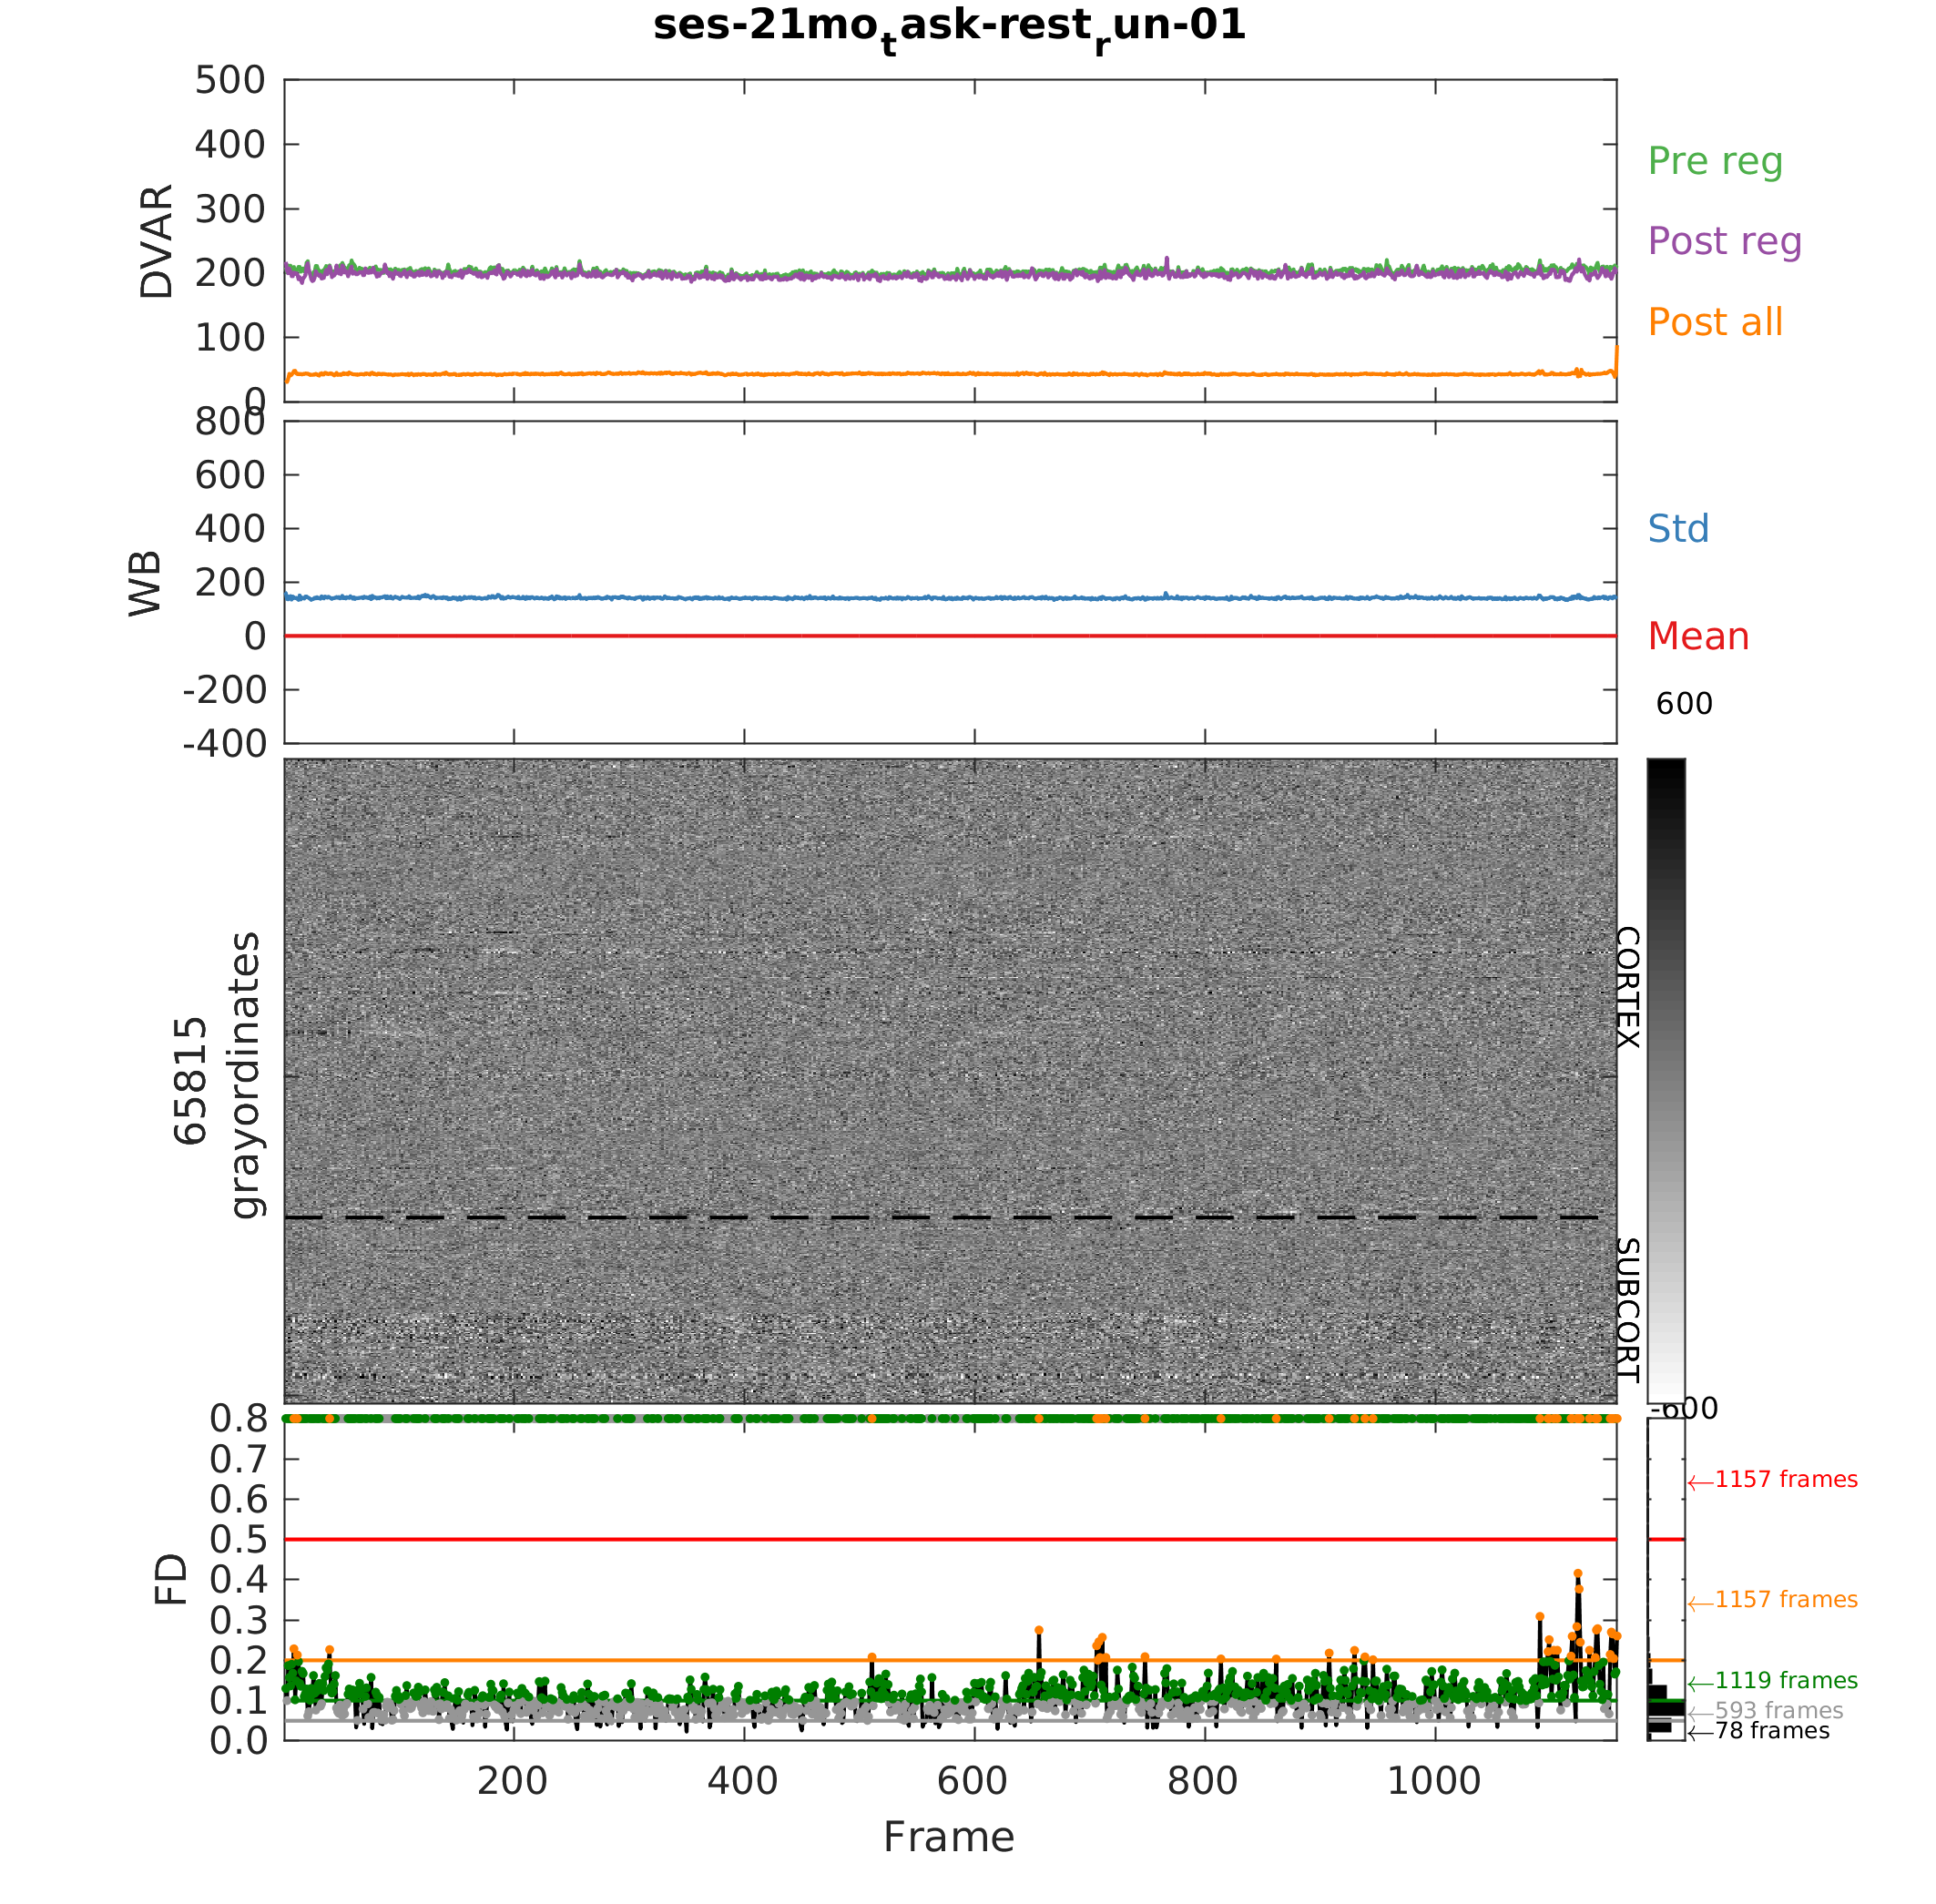 ses-21mo_task-rest_run-01
500
400
300
200
100
0
DVAR
Pre reg
Post reg
Post all
800
600
400
200
0
-200
-400
WB
Std
Mean
600
65815
grayordinates
CORTEX
SUBCORT
-600
0.8
0.7
0.6
0.5
0.4
0.3
0.2
0.1
0.0
FD
←1157 frames
←1157 frames
←1119 frames
←593 frames
←78 frames
200 400 600 800 1000
Frame